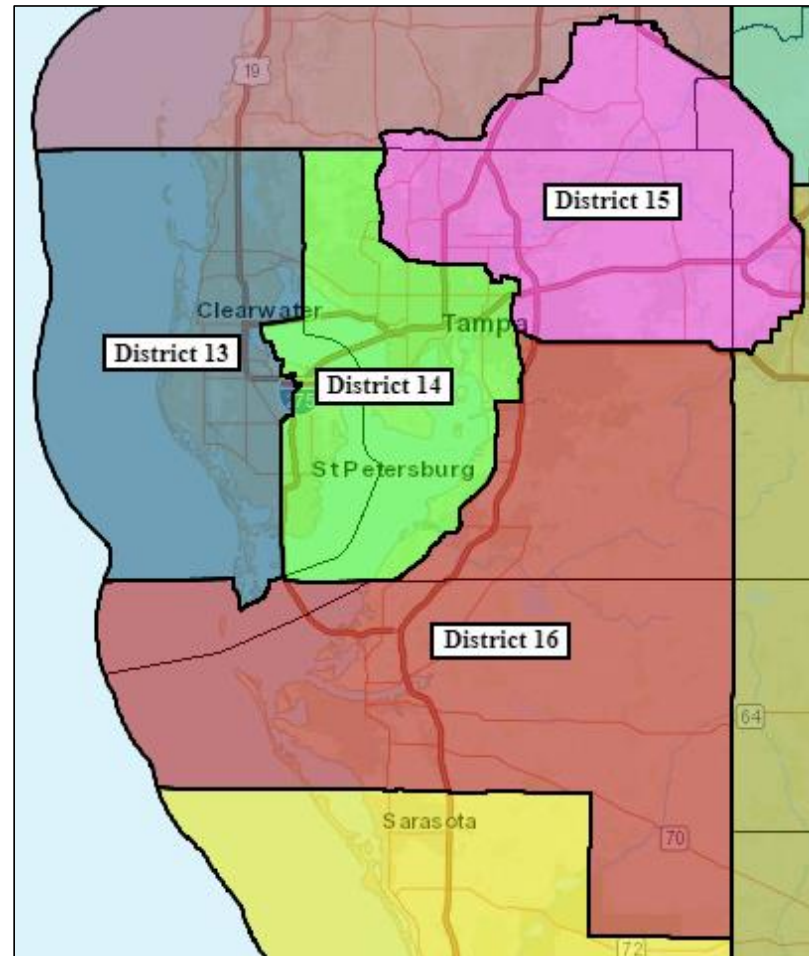 19
District 15
Clearwater
Tampa
District 13
District 14
St Petersburg
District 16
64
Sarasota
70
72